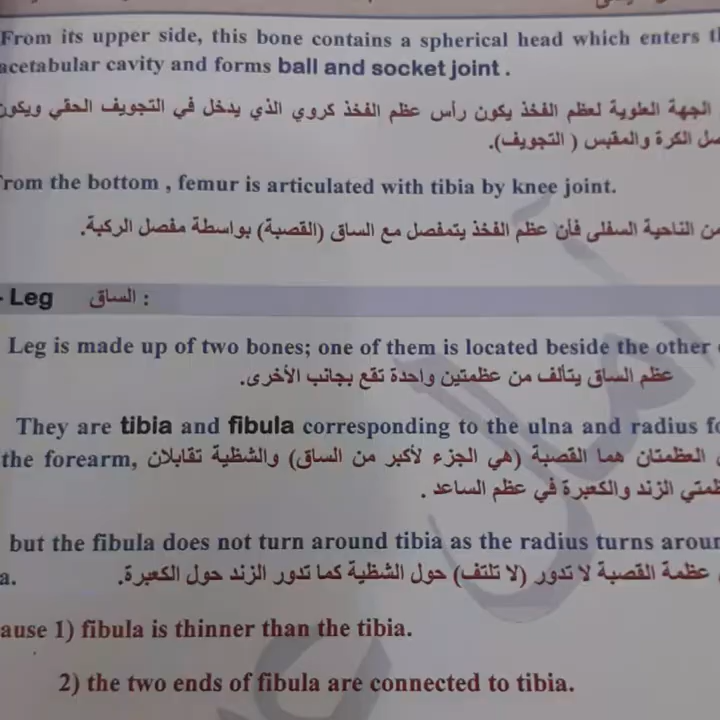 From its upper side, this bone contains a spherical head which enters
acetabular cavity and forms ball and socket joint .
الجهة العلوية لعظم الفخذ يكون رأس عظم الفخذ كروي الذي يدخل في التجويف الحقي ويكون
الكرة والمقبس ( التجويف).
From the bottom , femur is articulated with tibia by knee joint.
من الناحية السفلى فأن عظم الفخذ يتمفصل مع الساق (القصبة) بواسطة مفصل الركبة.
- Leg الساق :
Leg is made up of two bones; one of them is located beside the other
عظم الساق يتألف من عظمتين واحدة تقع بجانب الأخرى.
They are tibia and fibula corresponding to the ulna and radius
the forearm, العظمتان هما القصبة (هي الجزء لأكبر من الساق) والشظية تقابلان
الزند والكعبرة في عظم الساعد .
but the fibula does not turn around tibia as the radius turns
عظمة القصبة لا تدور (لا تلتف) حول الشظية كما تدور الزند حول الكعبرة.
1) fibula is thinner than the tibia.
2) the two ends of fibula are connected to tibia.